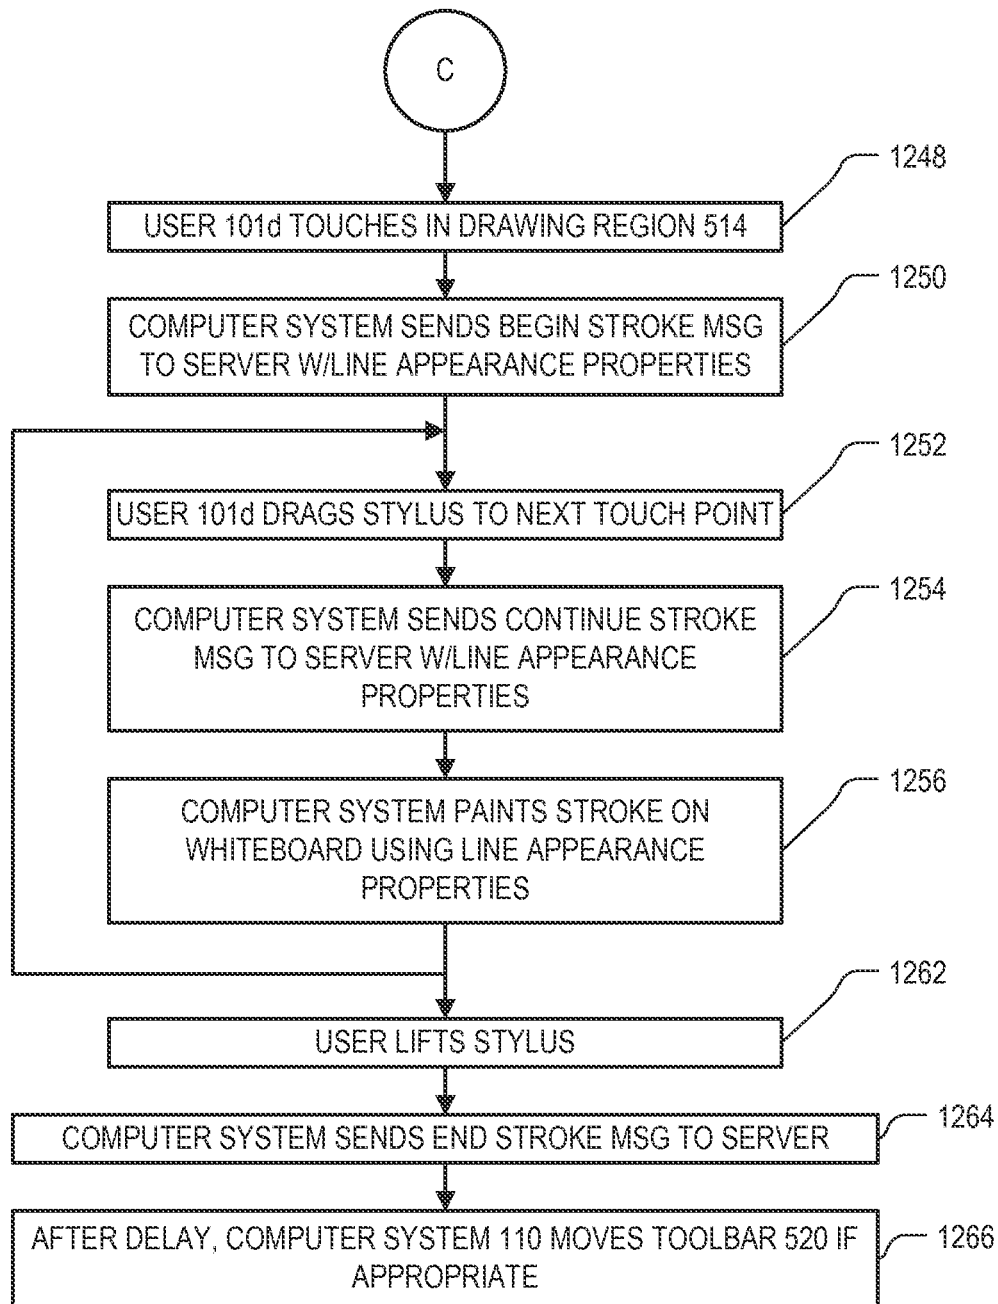 C
1248
USER 101d TOUCHES IN DRAWING REGION 514
1250
COMPUTER SYSTEM SENDS BEGIN STROKE MSG
TO SERVER W/LINE APPEARANCE PROPERTIES
1252
USER 101d DRAGS STYLUS TO NEXT TOUCH POINT
1254
COMPUTER SYSTEM SENDS CONTINUE STROKE
MSG TO SERVER W/LINE APPEARANCE
PROPERTIES
1256
COMPUTER SYSTEM PAINTS STROKE ON
WHITEBOARD USING LINE APPEARANCE
PROPERTIES
1262
USER LIFTS STYLUS
1264
COMPUTER SYSTEM SENDS END STROKE MSG TO SERVER
1266
AFTER DELAY, COMPUTER SYSTEM 110 MOVES TOOLBAR 520 IF
APPROPRIATE